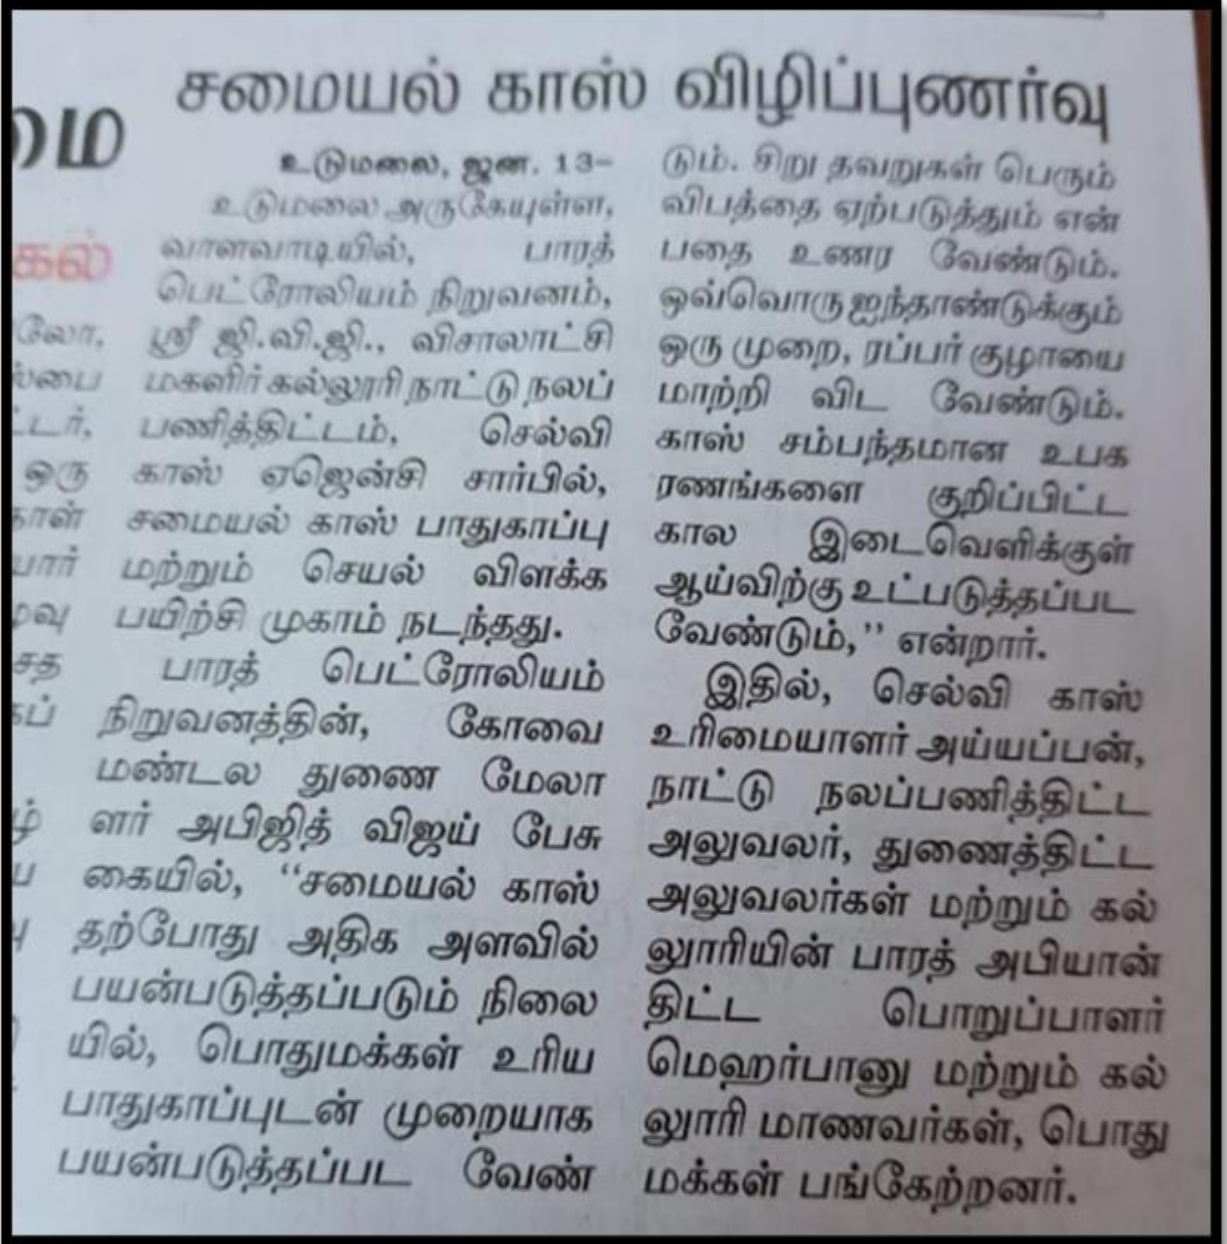 சமையல் காஸ் விழிப்புணர்வு
உடுமலை, ஜன. 13-
உடுமலை அருகேயுள்ள,
வாளவாடியில், பாரத்
பெட்ரோலியம் நிறுவனம்,
ஸ்ரீ ஜி.வி.ஜி., விசாலாட்சி
மகளிர் கல்லூரி நாட்டு நலப்
பணித்திட்டம், செல்வி
காஸ் ஏஜென்சி சார்பில்,
சமையல் காஸ் பாதுகாப்பு
மற்றும் செயல் விளக்க
பயிற்சி முகாம் நடந்தது.
பாரத் பெட்ரோலியம்
நிறுவனத்தின், கோவை
மண்டல துணை மேலா
ளர் அபிஜித் விஜய் பேசு
கையில், “சமையல் காஸ்
தற்போது அதிக அளவில்
பயன்படுத்தப்படும் நிலை
யில், பொதுமக்கள் உரிய
பாதுகாப்புடன் முறையாக
பயன்படுத்தப்பட வேண்
டும். சிறு தவறுகள் பெரும்
விபத்தை ஏற்படுத்தும் என்
பதை உணர வேண்டும்.
ஒவ்வொரு ஐந்தாண்டுக்கும்
ஒரு முறை, ரப்பர் குழாயை
மாற்றி விட வேண்டும்.
காஸ் சம்பந்தமான உபக
ரணங்களை குறிப்பிட்ட
கால இடைவெளிக்குள்
ஆய்விற்கு உட்படுத்தப்பட
வேண்டும்,” என்றார்.
இதில், செல்வி காஸ்
உரிமையாளர் அய்யப்பன்,
நாட்டு நலப்பணித்திட்ட
அலுவலர், துணைத்திட்ட
அலுவலர்கள் மற்றும் கல்
லூரியின் பாரத் அபியான்
திட்ட பொறுப்பாளர்
மெஹர்பானு மற்றும் கல்
லூரி மாணவர்கள், பொது
மக்கள் பங்கேற்றனர்.